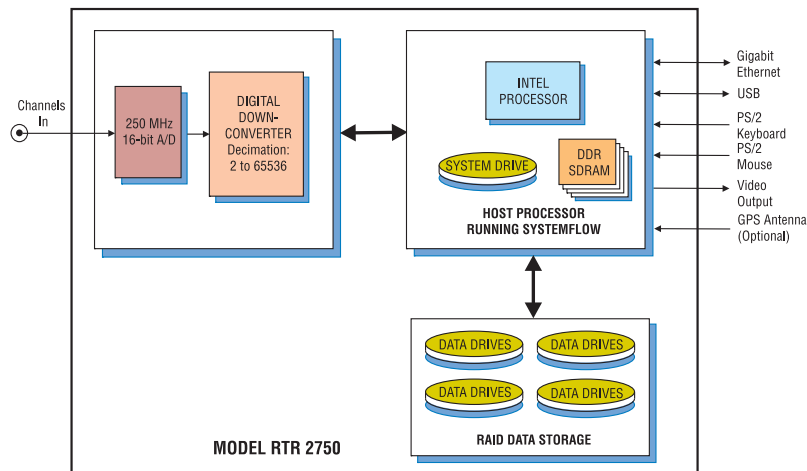 Channels
In
250 MHz
16-bit A/D
DIGITAL
DOWN-
CONVERTER
Decimation:
2 to 65536
INTEL
PROCESSOR
SYSTEM DRIVE
DDR
SDRAM
HOST PROCESSOR
RUNNING SYSTEMFLOW
Gigabit
Ethernet
USB
PS/2
Keyboard
PS/2
Mouse
Video
Output
GPS Antenna
(Optional)
DATA DRIVES
DATA DRIVES
DATA DRIVES
DATA DRIVES
RAID DATA STORAGE
MODEL RTR 2750